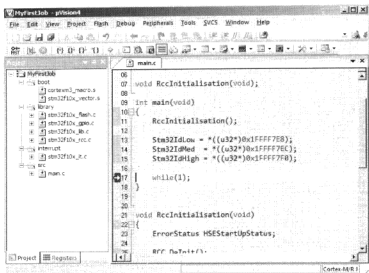 MyFirstJob - µVision4
File Edit View Project Flash Debug Peripherals Tools SVCS Window Help
Project
MyFirstJob
boot
cortexm3_macro.s
stm32f10x_vector.s
library
stm32f10x_flash.c
stm32f10x_gpio.c
stm32f10x_lib.c
stm32f10x_rcc.c
interrupt
stm32f10x_it.c
src
main.c
Project Registers
main.c
06
07 void RccInitialisation(void);
08
09 int main(void)
10 {
11 RccInitialisation();
12
13 Stm32IdLow = *((u32*)0x1FFFF7E8);
14 Stm32IdMed = *((u32*)0x1FFFF7EC);
15 Stm32IdHigh = *((u32*)0x1FFFF7F0);
16
17 while(1);
18 }
19
20
21 void RccInitialisation(void)
22 {
23 ErrorStatus HSEStartUpStatus;
24
25 RCC_DeInit();
Cortex-M/R